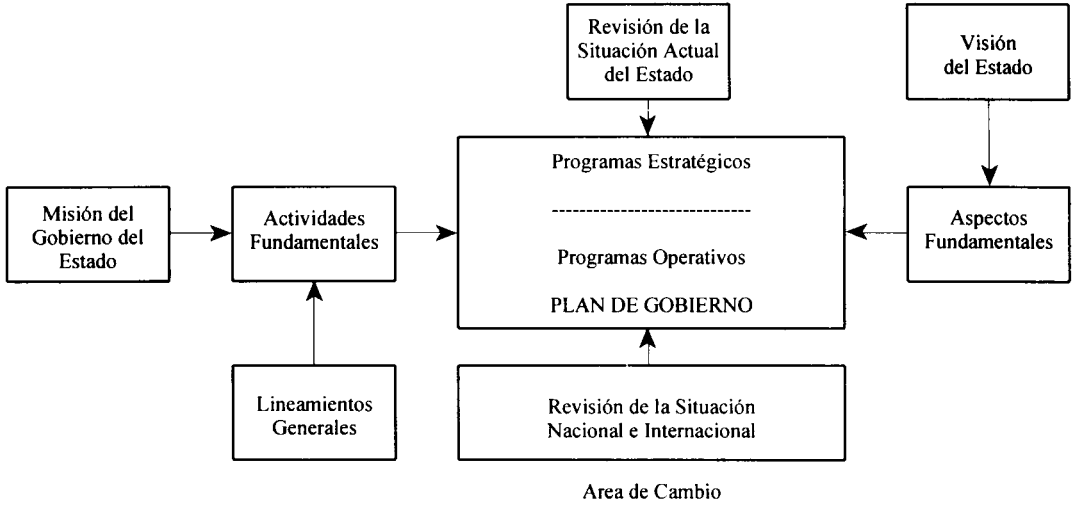 Revisión de la
Situación Actual
del Estado
Visión
del Estado
Programas Estratégicos
-----------------------------
Programas Operativos
PLAN DE GOBIERNO
Misión del
Gobierno del
Estado
Actividades
Fundamentales
Aspectos
Fundamentales
Lineamientos
Generales
Revisión de la Situación
Nacional e Internacional
Area de Cambio